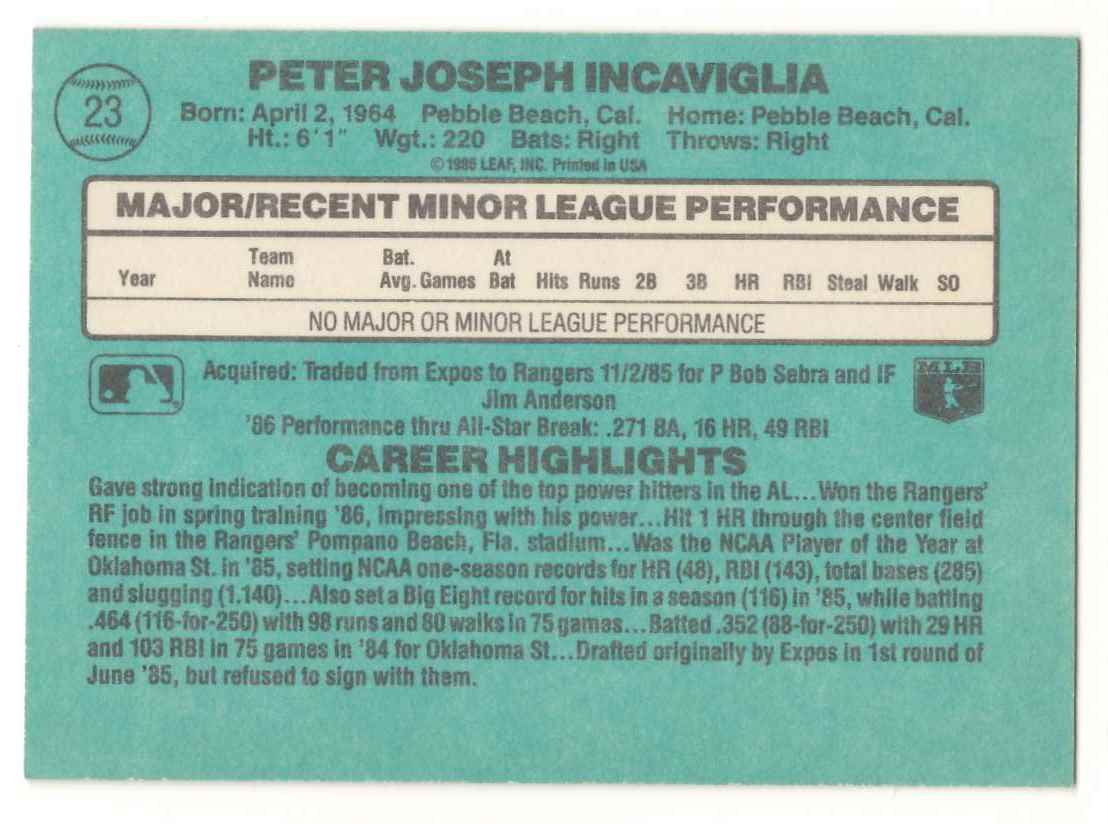 23
PETER JOSEPH INCAVIGLIA
Born: April 2, 1964 Pebble Beach, Cal. Home: Pebble Beach, Cal.
Ht.: 6'1" Wgt.: 220 Bats: Right Throws: Right
© 1986 LEAF, INC. Printed in USA
MAJOR/RECENT MINOR LEAGUE PERFORMANCE
Team Bat. At
Year Name Avg. Games Bat Hits Runs 2B 3B HR RBI Steal Walk SO
NO MAJOR OR MINOR LEAGUE PERFORMANCE
Acquired: Traded from Expos to Rangers 11/2/85 for P Bob Sebra and IF
Jim Anderson
MLB
'86 Performance thru All-Star Break: .271 BA, 16 HR, 49 RBI
CAREER HIGHLIGHTS
Gave strong indication of becoming one of the top power hitters in the AL...Won the Rangers'
RF job in spring training '86, impressing with his power...Hit 1 HR through the center field
fence in the Rangers' Pompano Beach, Fla. stadium...Was the NCAA Player of the Year at
Oklahoma St. in '85, setting NCAA one-season records for HR (48), RBI (143), total bases (285)
and slugging (1.140)...Also set a Big Eight record for hits in a season (116) in '85, while batting
.464 (116-for-250) with 98 runs and 80 walks in 75 games...Batted .352 (88-for-250) with 29 HR
and 103 RBI in 75 games in '84 for Oklahoma St...Drafted originally by Expos in 1st round of
June '85, but refused to sign with them.